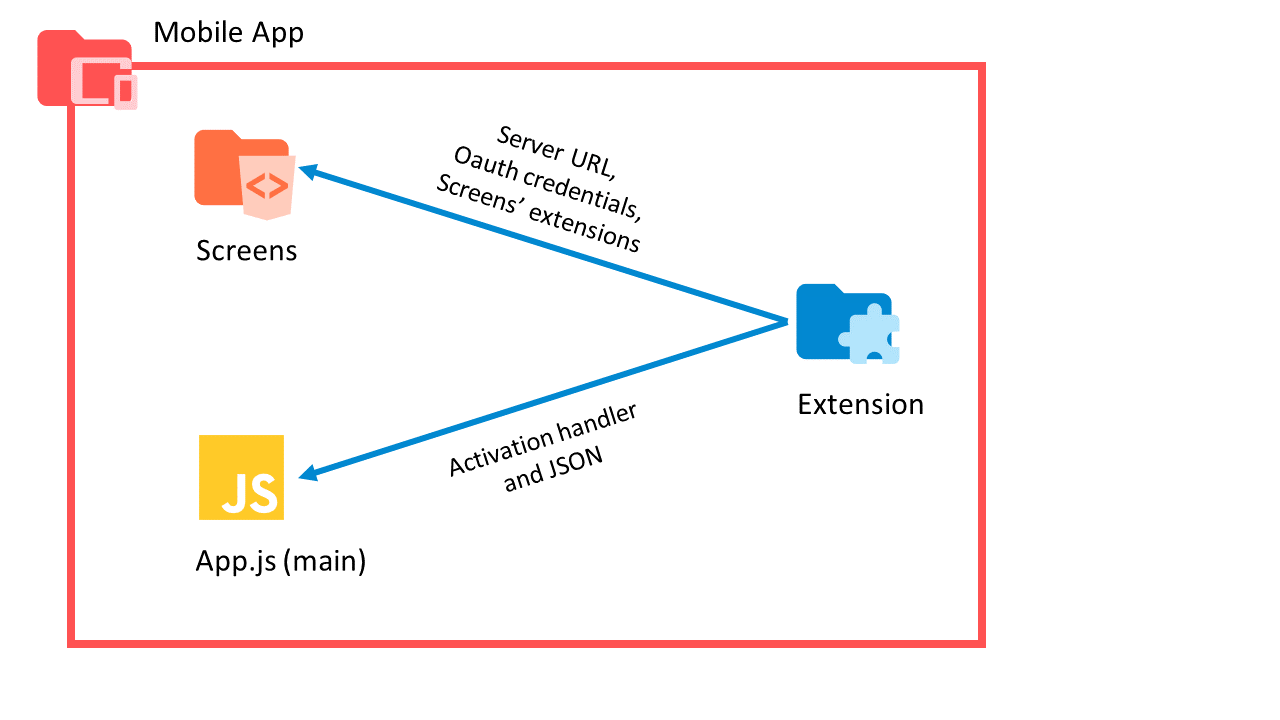 Mobile App
Server URL,
Oauth credentials,
Screens’ extensions
<>
Screens
Extension
Activation handler
and JSON
JS
App.js (main)